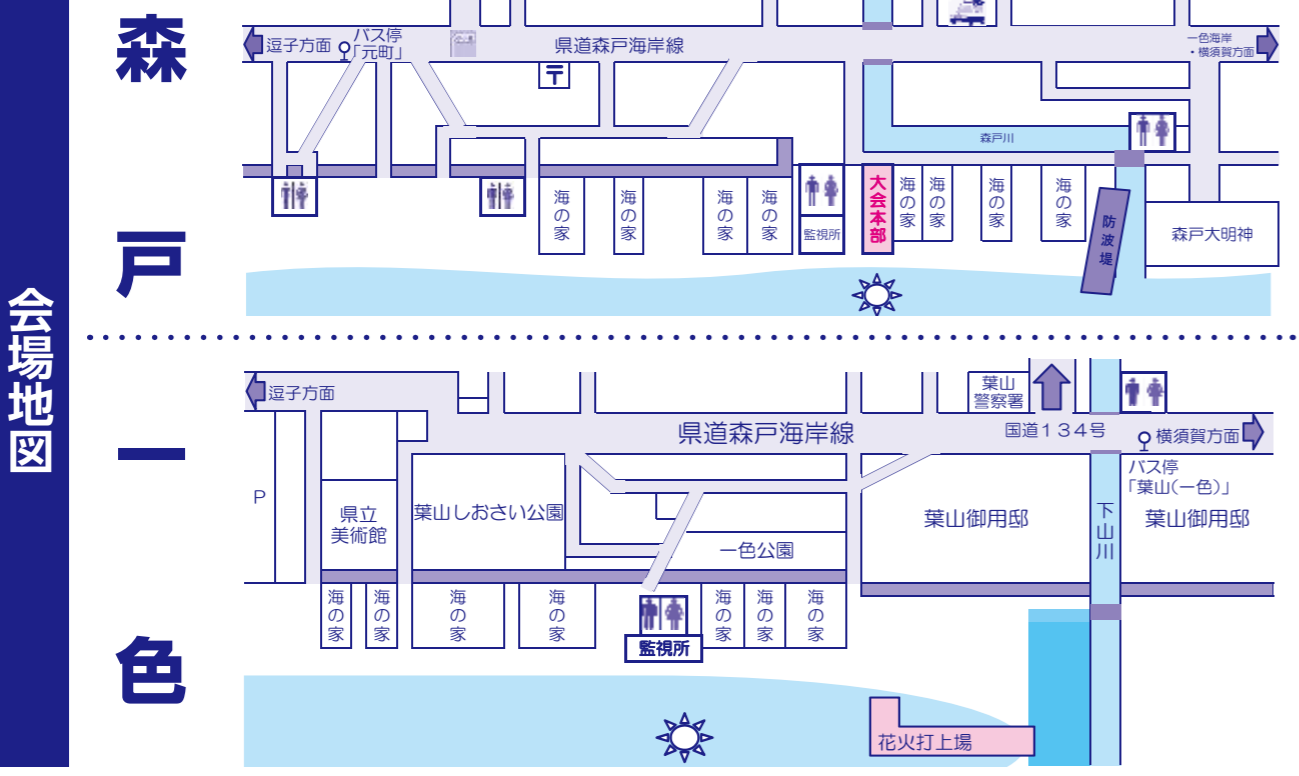 会場地図
森戸
逗子方面
バス停
「元町」
県道森戸海岸線
一色海岸
・横須賀方面
〒
森戸川
海の家
海の家
海の家
海の家
監視所
大会本部
海の家
海の家
海の家
海の家
防波堤
森戸大明神
一色
逗子方面
葉山
警察署
県道森戸海岸線
国道134号
横須賀方面
バス停
「葉山(一色)」
P
県立
美術館
葉山しおさい公園
一色公園
葉山御用邸
下山川
葉山御用邸
海の家
海の家
海の家
海の家
監視所
海の家
海の家
海の家
花火打上場